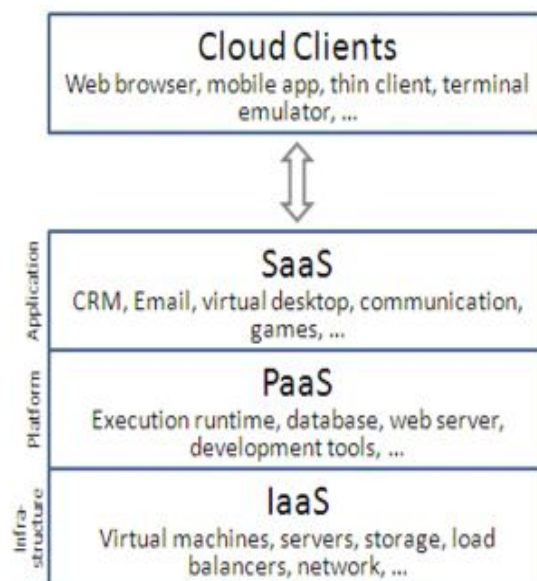 Cloud Clients
Web browser, mobile app, thin client, terminal
emulator, ...
Application
SaaS
CRM, Email, virtual desktop, communication,
games, ...
Platform
PaaS
Execution runtime, database, web server,
development tools, ...
Infra-
structure
IaaS
Virtual machines, servers, storage, load
balancers, network, ...